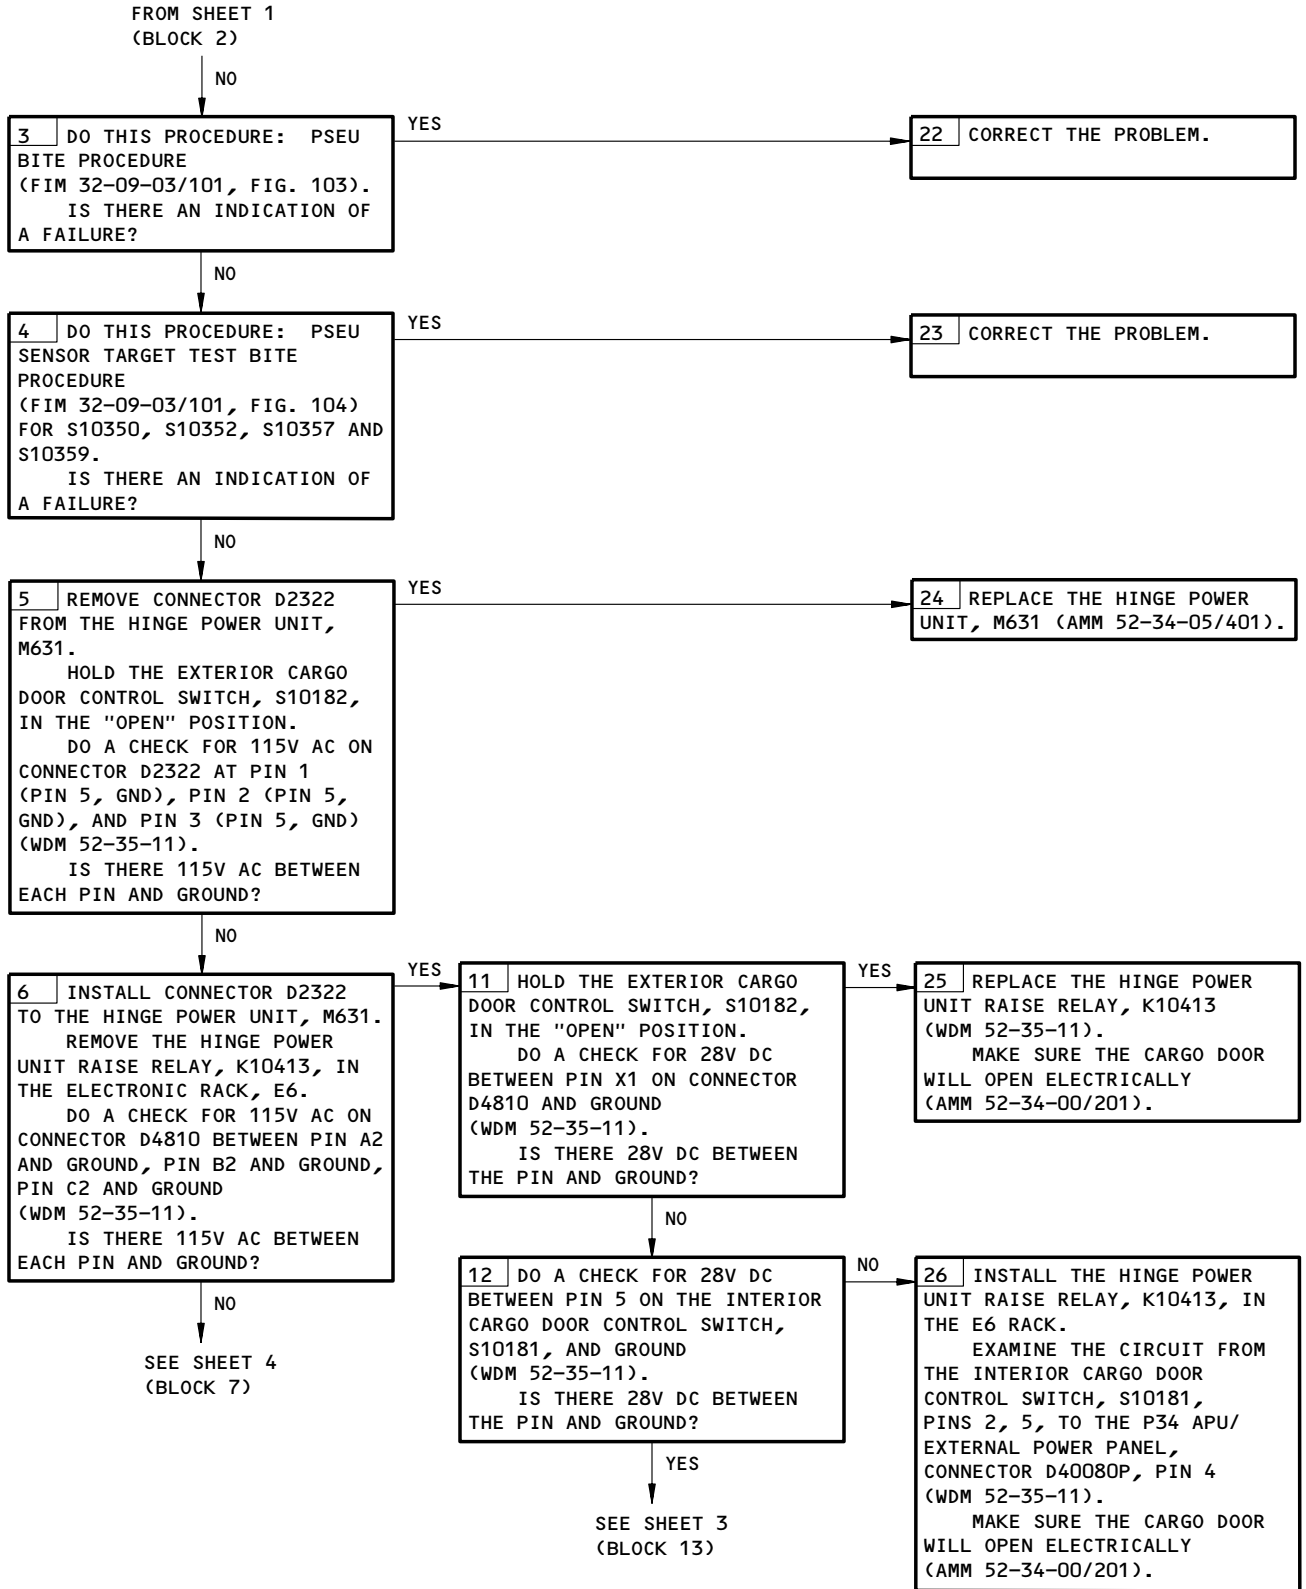 FROM SHEET 1
(BLOCK 2)
NO
3 DO THIS PROCEDURE: PSEU
BITE PROCEDURE
(FIM 32-09-03/101, FIG. 103).
IS THERE AN INDICATION OF
A FAILURE?
YES
22 CORRECT THE PROBLEM.
NO
4 DO THIS PROCEDURE: PSEU
SENSOR TARGET TEST BITE
PROCEDURE
(FIM 32-09-03/101, FIG. 104)
FOR S10350, S10352, S10357 AND
S10359.
IS THERE AN INDICATION OF
A FAILURE?
YES
23 CORRECT THE PROBLEM.
NO
5 REMOVE CONNECTOR D2322
FROM THE HINGE POWER UNIT,
M631.
HOLD THE EXTERIOR CARGO
DOOR CONTROL SWITCH, S10182,
IN THE "OPEN" POSITION.
DO A CHECK FOR 115V AC ON
CONNECTOR D2322 AT PIN 1
(PIN 5, GND), PIN 2 (PIN 5,
GND), AND PIN 3 (PIN 5, GND)
(WDM 52-35-11).
IS THERE 115V AC BETWEEN
EACH PIN AND GROUND?
YES
24 REPLACE THE HINGE POWER
UNIT, M631 (AMM 52-34-05/401).
NO
6 INSTALL CONNECTOR D2322
TO THE HINGE POWER UNIT, M631.
REMOVE THE HINGE POWER
UNIT RAISE RELAY, K10413, IN
THE ELECTRONIC RACK, E6.
DO A CHECK FOR 115V AC ON
CONNECTOR D4810 BETWEEN PIN A2
AND GROUND, PIN B2 AND GROUND,
PIN C2 AND GROUND
(WDM 52-35-11).
IS THERE 115V AC BETWEEN
EACH PIN AND GROUND?
NO
SEE SHEET 4
(BLOCK 7)
YES
11 HOLD THE EXTERIOR CARGO
DOOR CONTROL SWITCH, S10182,
IN THE "OPEN" POSITION.
DO A CHECK FOR 28V DC
BETWEEN PIN X1 ON CONNECTOR
D4810 AND GROUND
(WDM 52-35-11).
IS THERE 28V DC BETWEEN
THE PIN AND GROUND?
YES
25 REPLACE THE HINGE POWER
UNIT RAISE RELAY, K10413
(WDM 52-35-11).
MAKE SURE THE CARGO DOOR
WILL OPEN ELECTRICALLY
(AMM 52-34-00/201).
NO
12 DO A CHECK FOR 28V DC
BETWEEN PIN 5 ON THE INTERIOR
CARGO DOOR CONTROL SWITCH,
S10181, AND GROUND
(WDM 52-35-11).
IS THERE 28V DC BETWEEN
THE PIN AND GROUND?
YES
SEE SHEET 3
(BLOCK 13)
NO
26 INSTALL THE HINGE POWER
UNIT RAISE RELAY, K10413, IN
THE E6 RACK.
EXAMINE THE CIRCUIT FROM
THE INTERIOR CARGO DOOR
CONTROL SWITCH, S10181,
PINS 2, 5, TO THE P34 APU/
EXTERNAL POWER PANEL,
CONNECTOR D40080P, PIN 4
(WDM 52-35-11).
MAKE SURE THE CARGO DOOR
WILL OPEN ELECTRICALLY
(AMM 52-34-00/201).